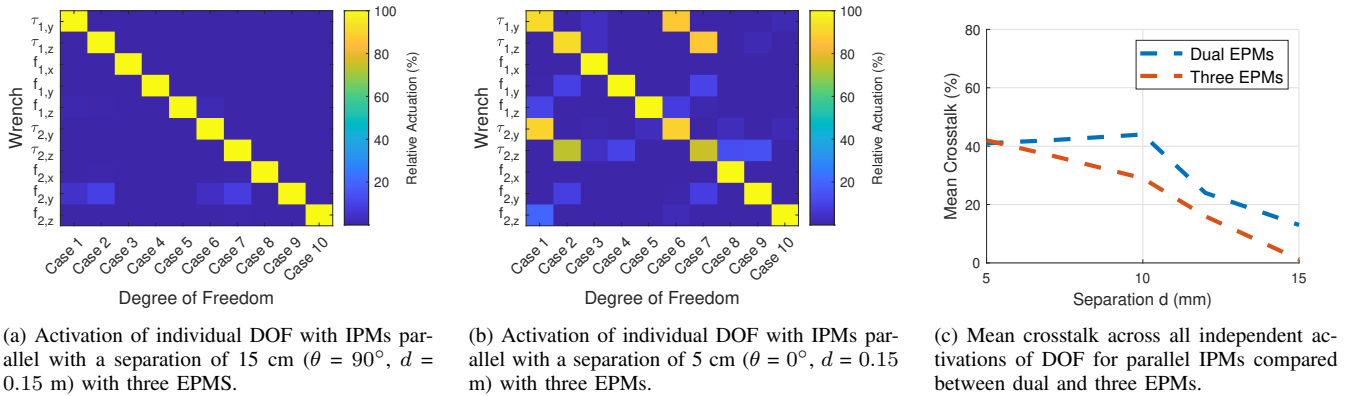 τ1,y
τ1,z
f1,x
f1,y
f1,z
τ2,y
τ2,z
f2,x
f2,y
f2,z
Wrench
Case 1
Case 2
Case 3
Case 4
Case 5
Case 6
Case 7
Case 8
Case 9
Case 10
Degree of Freedom
100
80
60
40
20
Relative Actuation (%)
(a) Activation of individual DOF with IPMs par-
allel with a separation of 15 cm (θ = 90°, d =
0.15 m) with three EPMS.
τ1,y
τ1,z
f1,x
f1,y
f1,z
τ2,y
τ2,z
f2,x
f2,y
f2,z
Wrench
Case 1
Case 2
Case 3
Case 4
Case 5
Case 6
Case 7
Case 8
Case 9
Case 10
Degree of Freedom
100
80
60
40
20
Relative Actuation (%)
(b) Activation of individual DOF with IPMs par-
allel with a separation of 5 cm (θ = 0°, d = 0.15
m) with three EPMs.
Dual EPMs
Three EPMs
80
60
40
20
0
Mean Crosstalk (%)
5
10
15
Separation d (mm)
(c) Mean crosstalk across all independent ac-
tivations of DOF for parallel IPMs compared
between dual and three EPMs.